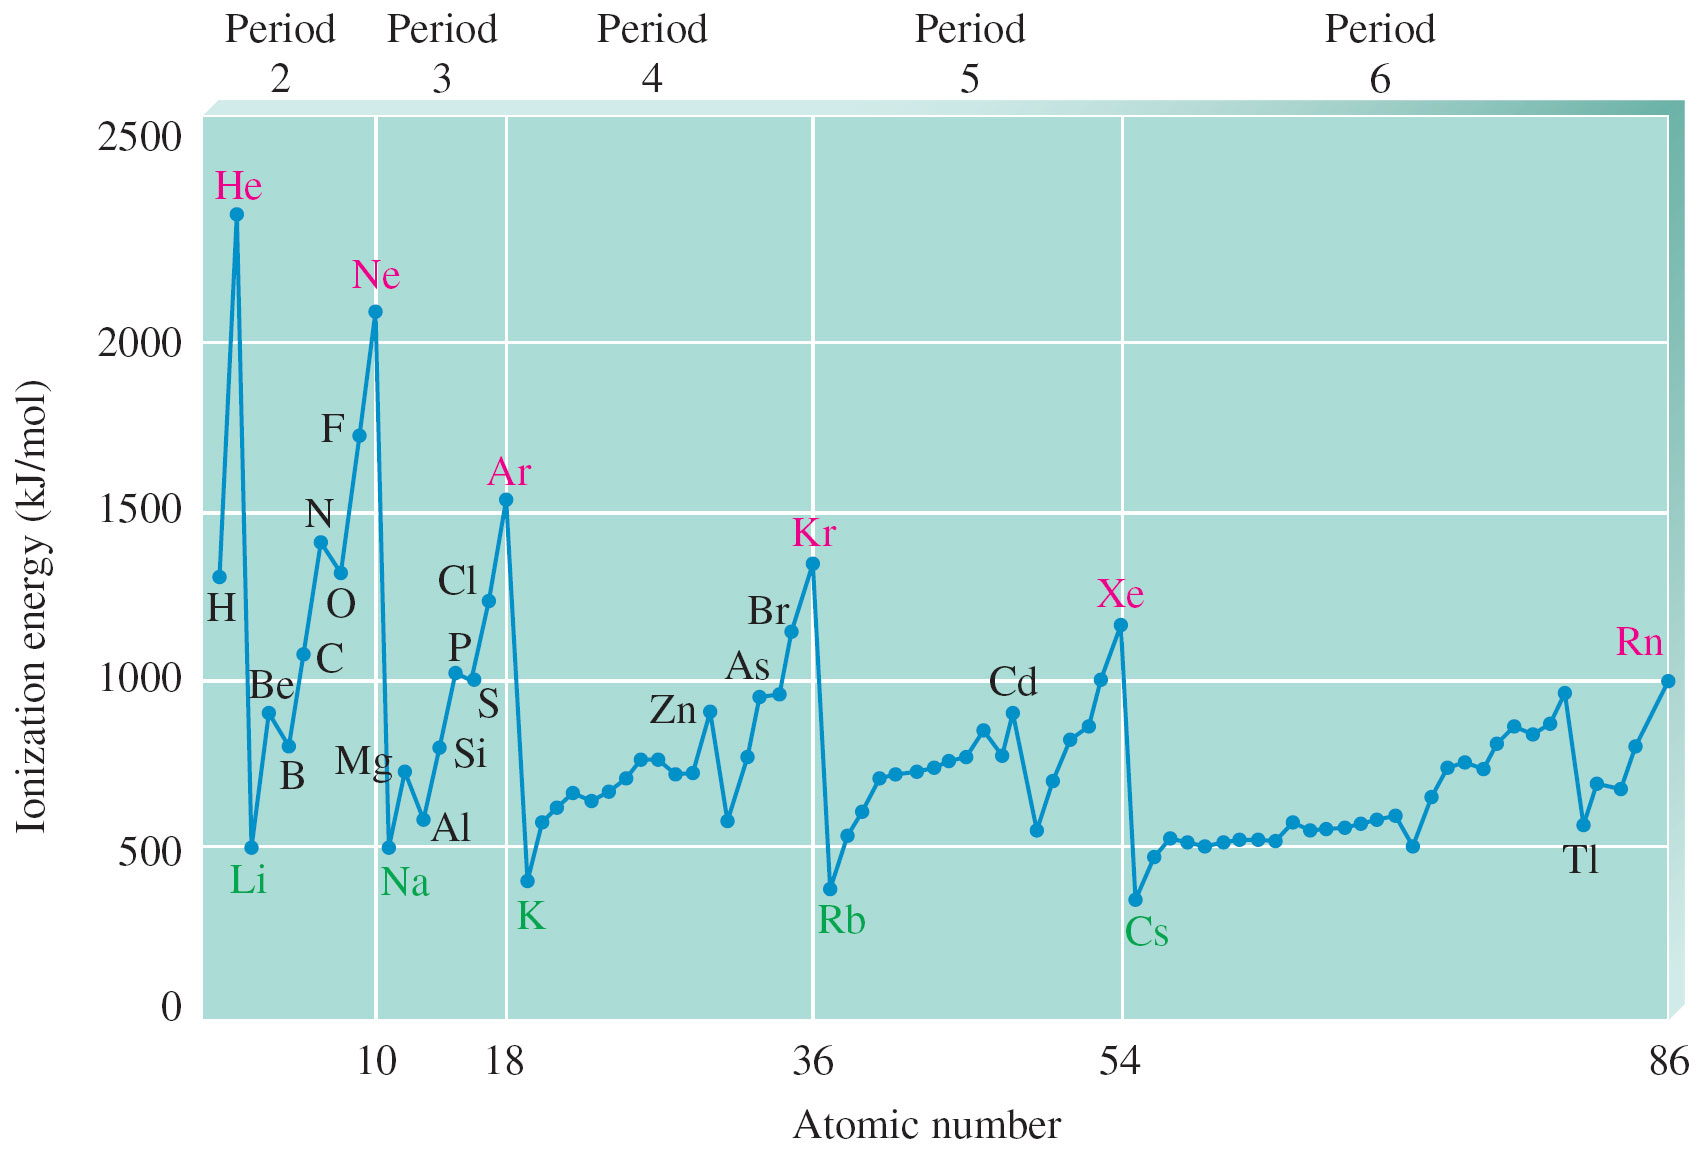 Period Period Period Period Period
2 3 4 5 6
2500
He
Ne
2000
F
Ar
1500
N
Kr
Cl
Br
Xe
H
O
P
As
Rn
C
1000
Be
Cd
S
Zn
Mg
Si
B
Al
500
Tl
Li
Na
K
Rb
Cs
0
10 18 36 54 86
Atomic number
Ionization energy (kJ/mol)